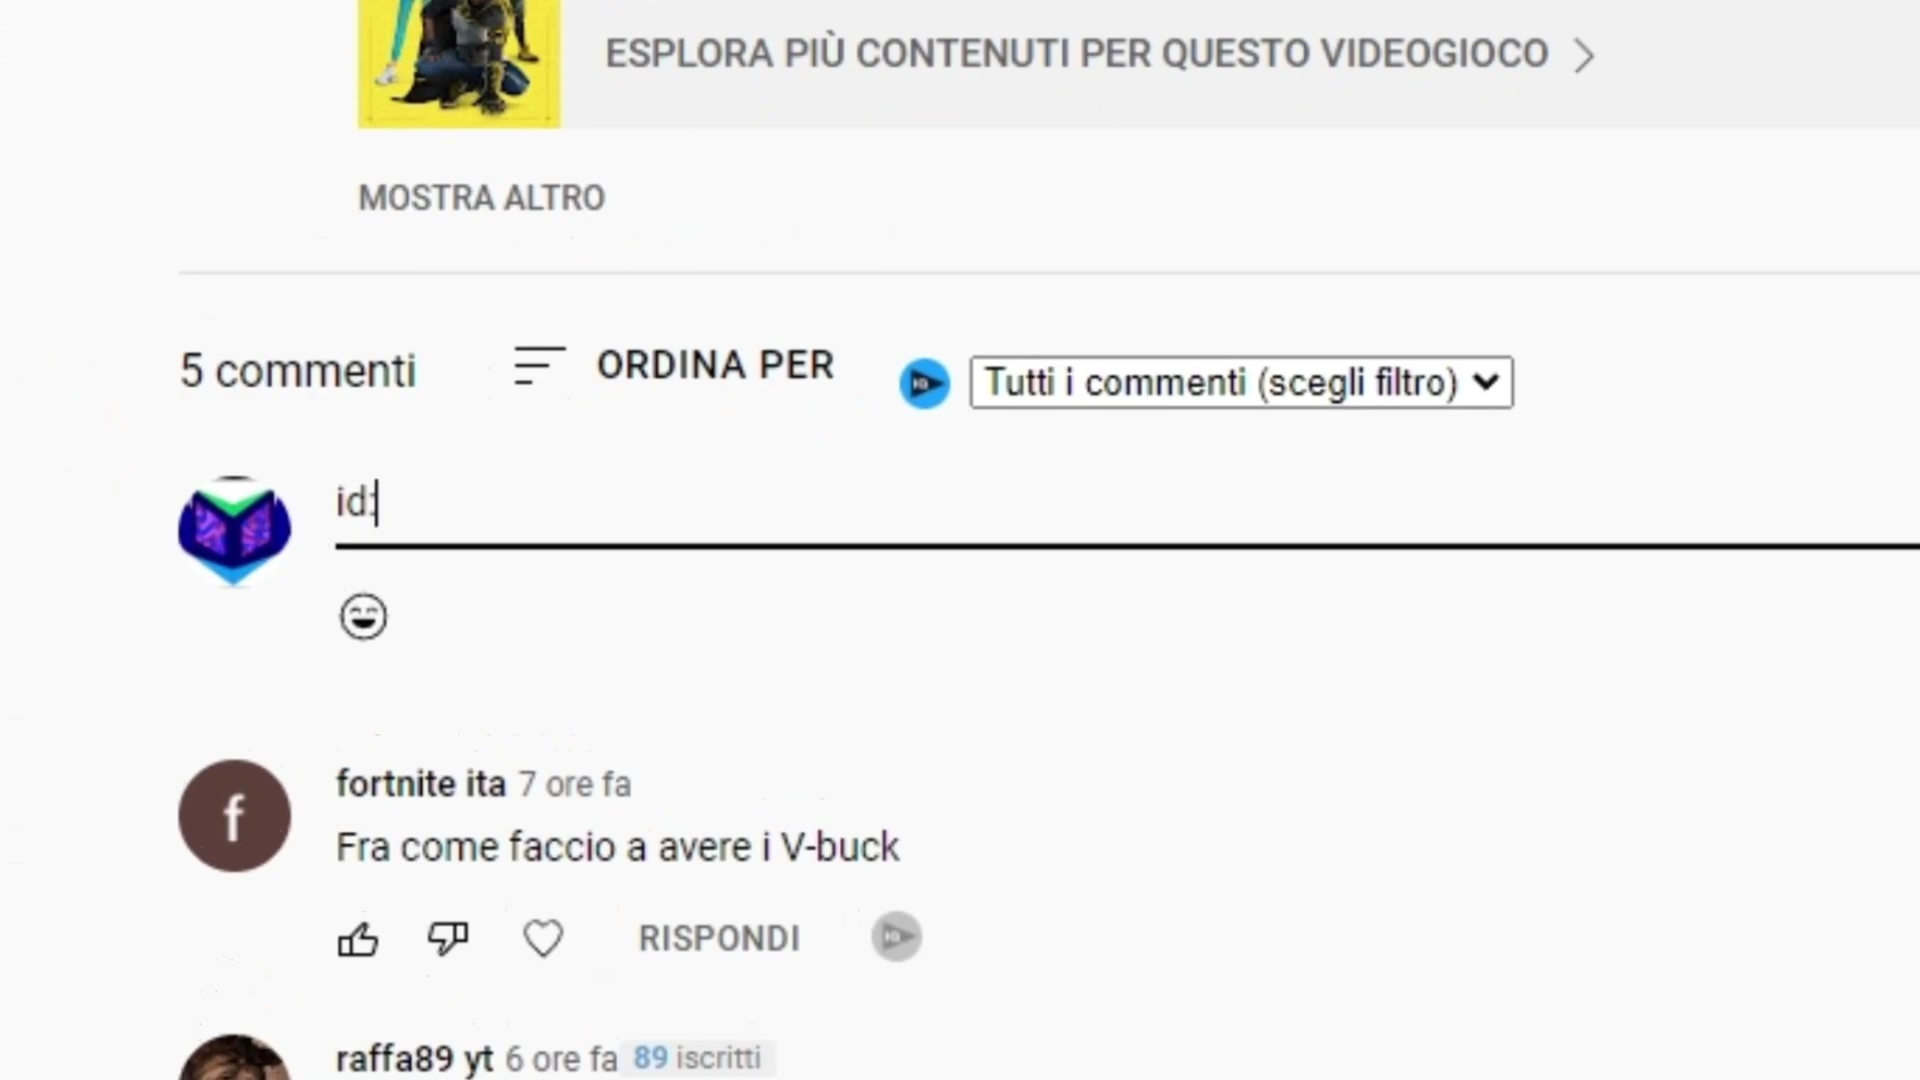 ESPLORA PIÙ CONTENUTI PER QUESTO VIDEOGIOCO
MOSTRA ALTRO
5 commenti ORDINA PER Tutti i commenti (scegli filtro)
id:
fortnite ita 7 ore fa
f
Fra come faccio a avere i V-buck
RISPONDI
raffa89 yt 6 ore fa 89 iscritti